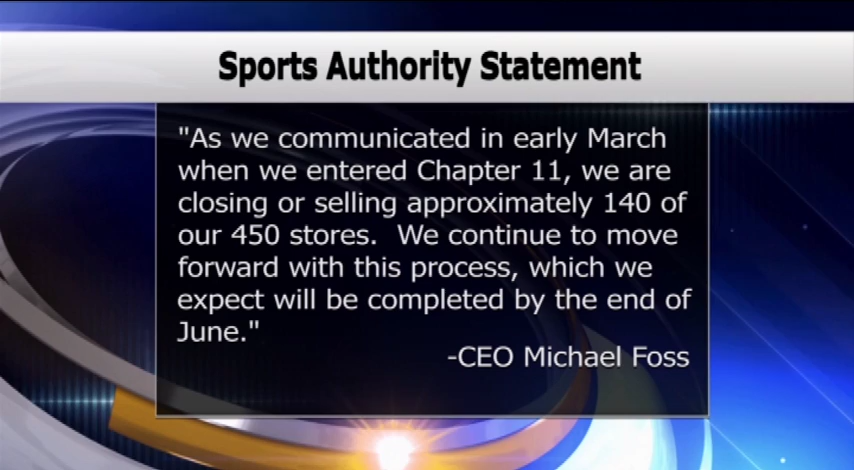 Sports Authority Statement
"As we communicated in early March
when we entered Chapter 11, we are
closing or selling approximately 140 of
our 450 stores.  We continue to move
forward with this process, which we
expect will be completed by the end of
June."
-CEO Michael Foss